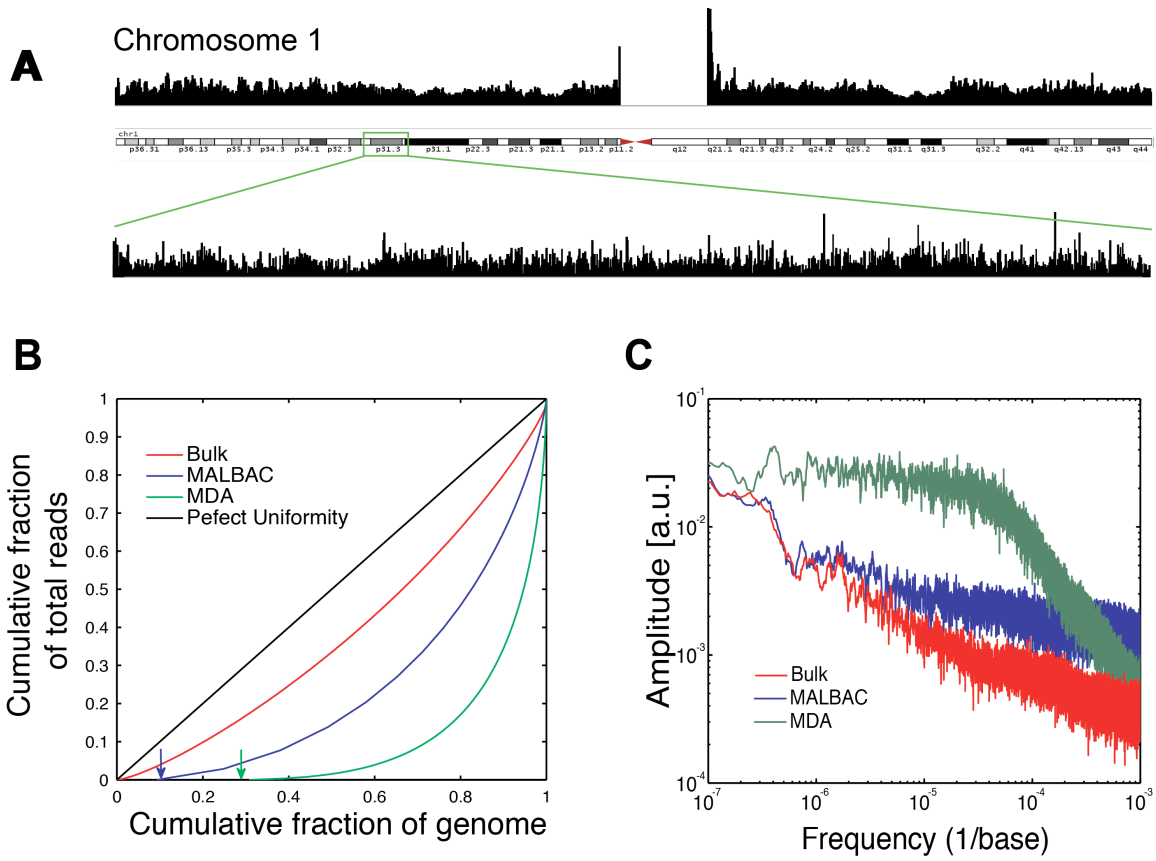 A
Chromosome 1
chr1
p36.31 p36.13 p35.3 p34.3 p34.1 p32.3 p31.3 p31.1 p22.3 p21.3 p21.1 p13.2 p11.2 q12 q21.1 q21.3 q23.2 q24.2 q25.2 q31.1 q31.3 q32.2 q41 q42.13 q43 q44
B
Cumulative fraction
of total reads
1
0.9
0.8
0.7
0.6
0.5
0.4
0.3
0.2
0.1
0
Bulk
MALBAC
MDA
Pefect Uniformity
0 0.2 0.4 0.6 0.8 1
Cumulative fraction of genome
C
Amplitude [a.u.]
10⁻¹
10⁻²
10⁻³
10⁻⁴
Bulk
MALBAC
MDA
10⁻⁷ 10⁻⁶ 10⁻⁵ 10⁻⁴ 10⁻³
Frequency (1/base)